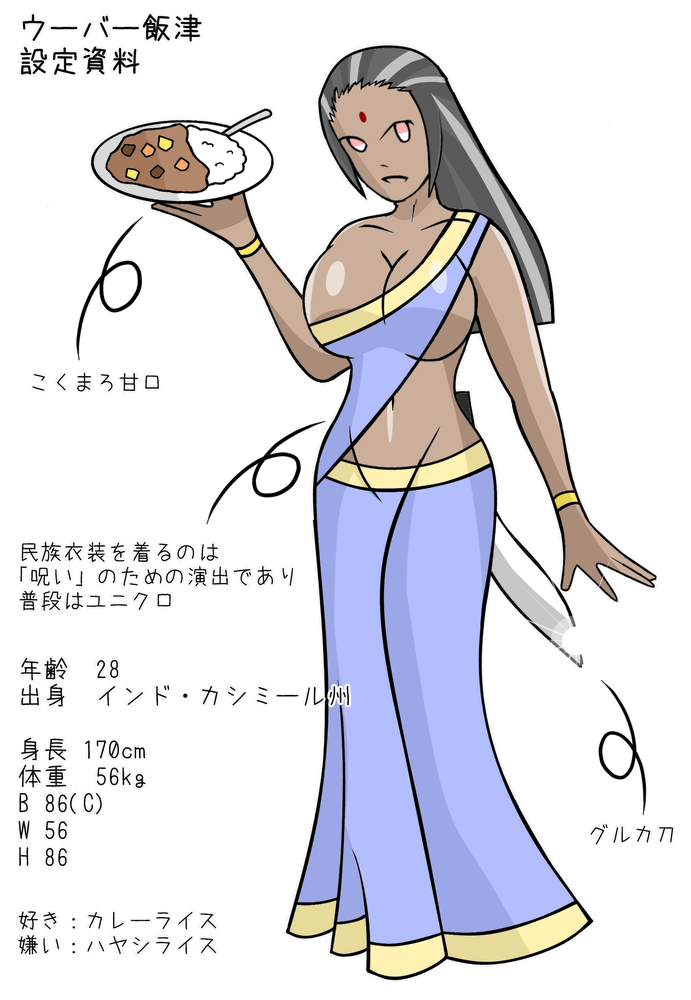 ウーバー飯津
設定資料
こくまろ甘口
民族衣装を着るのは
「呪い」のための演出であり
普段はユニクロ
年齢　28
出身　インド・カシミール州
身長 170cm
体重　56kg
B 86(C)
W 56
H 86
グルカ刀
好き：カレーライス
嫌い：ハヤシライス